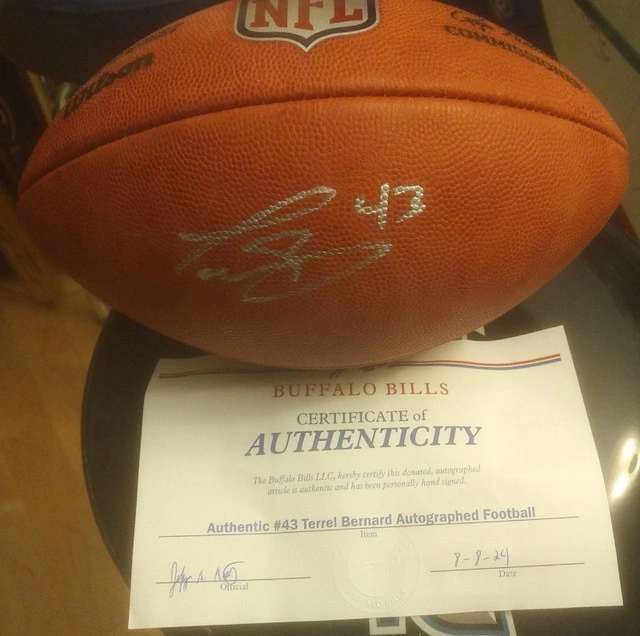 NFL
Wilson
COMMISSIONER
43
BUFFALO BILLS
CERTIFICATE of
AUTHENTICITY
The Buffalo Bills LLC, hereby certify this donated, autographed
article is authentic and has been personally hand signed.
Authentic #43 Terrel Bernard Autographed Football
Item
8-8-24
Official
Date